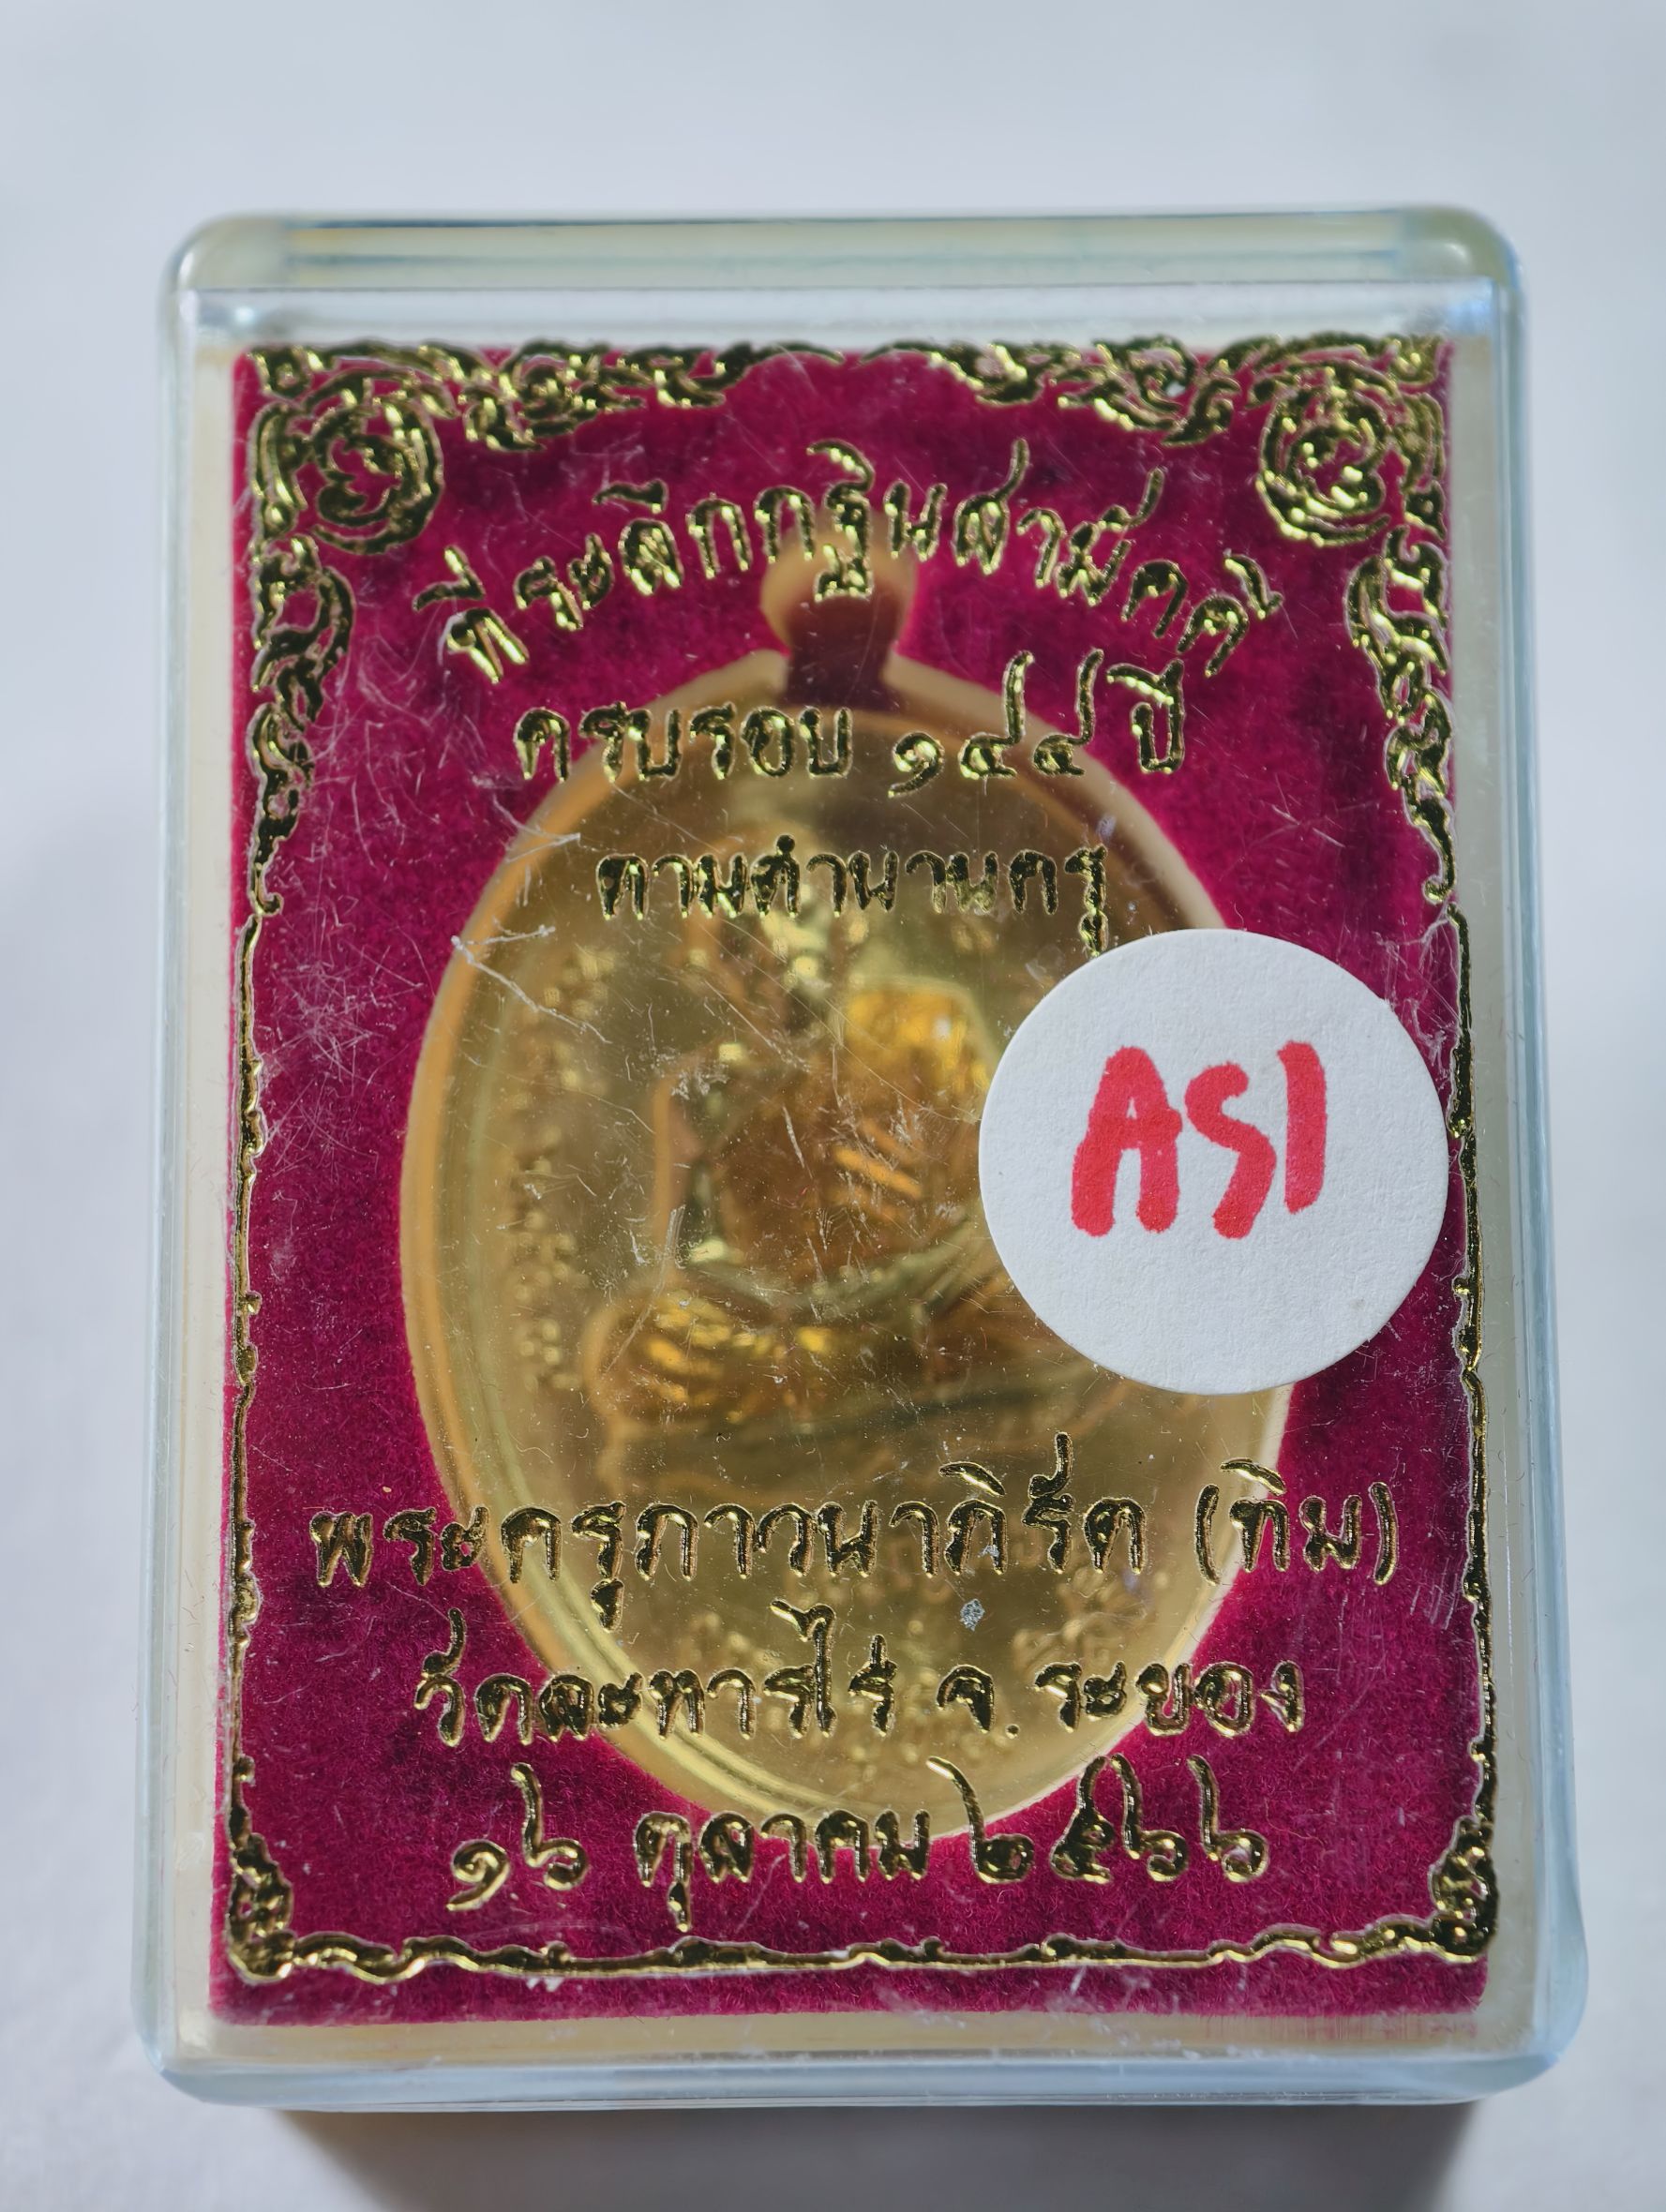 ที่ระลึกกฐินสามัคคี
ครบรอบ ๑๔๔ ปี
ตามตำนานครู
AS1
พระครูภาวนาภิรัต (ทิม)
วัดละหารไร่ จ. ระยอง
๑๖ ตุลาคม ๒๕๖๖